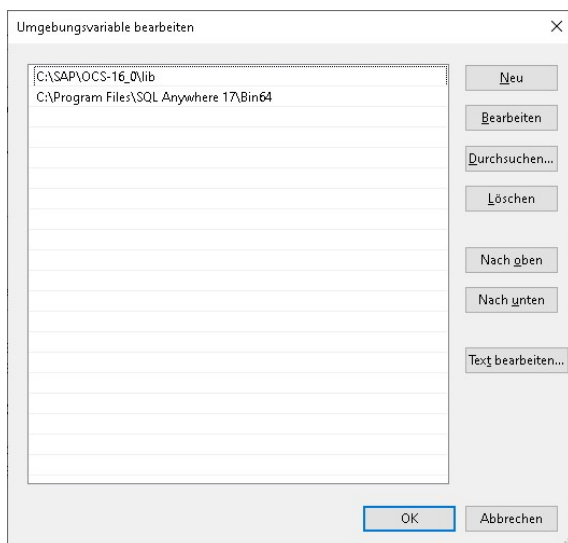 Umgebungsvariable bearbeiten
C:\SAP\OCS-16_0\lib
C:\Program Files\SQL Anywhere 17\Bin64
Neu
Bearbeiten
Durchsuchen...
Löschen
Nach oben
Nach unten
Text bearbeiten...
OK
Abbrechen